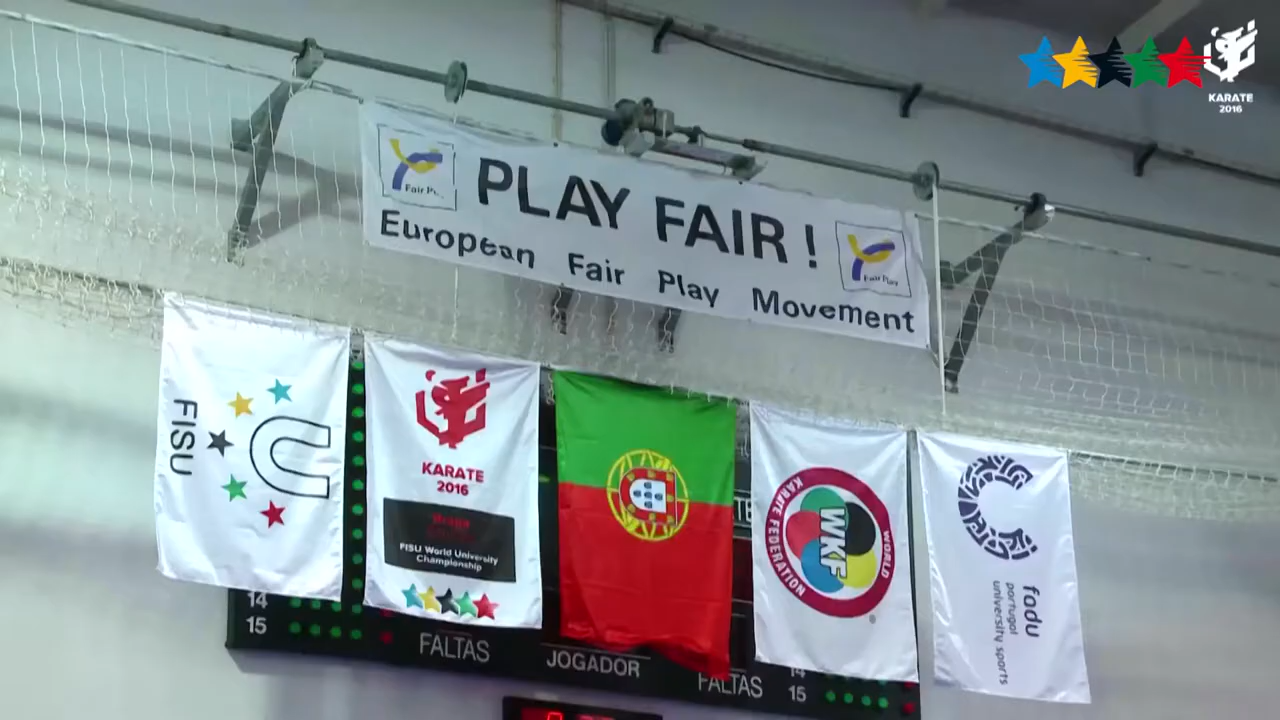 KARATE
2016
Fair Pl
PLAY FAIR !
Fair Play
European Fair Play Movement
FISU
KARATE
2016
Braga
FISU World University
Championship
WORLD
KARATE FEDERATION
WKF
fadu
portugal
university sports
14
15
FALTAS
JOGADOR
FALTAS
14
15